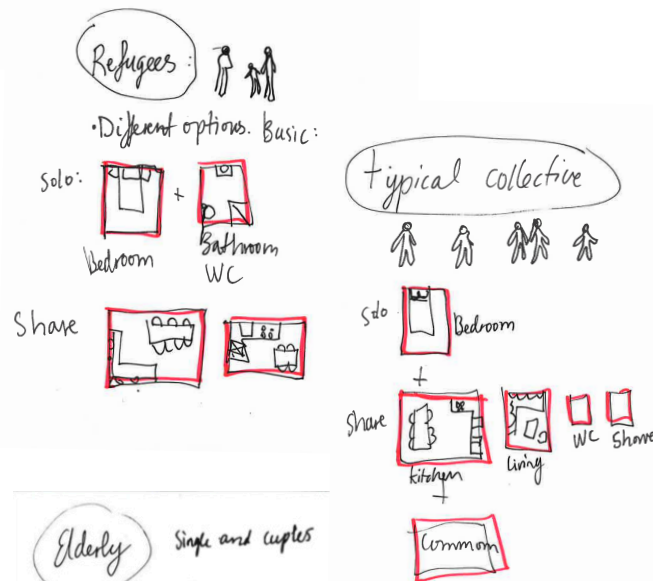 Refugees:
•Different options. Basic:
Solo:
+
Bedroom
Bathroom
WC
Share
typical collective
Solo
Bedroom
+
Share
kitchen
living
WC
Showe
+
Common
Elderly
Single and cuples